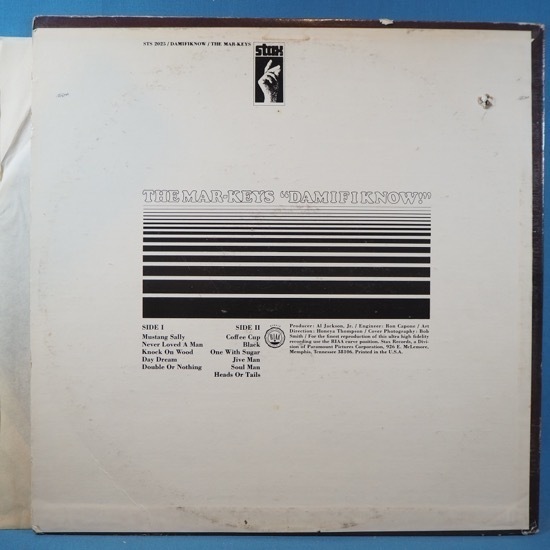 STS 2025 / DAMIFIKNOW / THE MAR-KEYS
stax
THE MAR-KEYS "DAMIFIKNOW!"
SIDE I
Mustang Sally
Never Loved A Man
Knock On Wood
Day Dream
Double Or Nothing
SIDE II
Coffee Cup
Black
One With Sugar
Jive Man
Soul Man
Heads Or Tails
RIAA
Producer: Al Jackson, Jr. / Engineer: Ron Capone / Art
Direction: Honeya Thompson / Cover Photography: Bob
Smith / For the finest reproduction of this ultra high fidelity
recording use the RIAA curve position. Stax Records, a Divi-
sion of Paramount Pictures Corporation, 926 E. McLemore,
Memphis, Tennessee 38106. Printed in the U.S.A.